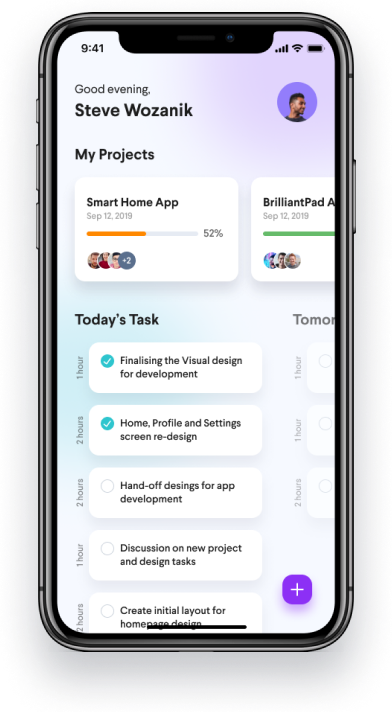 9:41
Good evening,
Steve Wozanik
My Projects
Smart Home App
Sep 12, 2019
52%
+2
BrilliantPad A
Sep 12, 2019
Today's Task
Tomor
1 hour
Finalising the Visual design
for development
1 hour
2 hours
Home, Profile and Settings
screen re-design
1 hour
2 hours
Hand-off desings for app
development
2 hours
1 hour
Discussion on new project
and design tasks
2 hours
Create initial layout for
homepage design